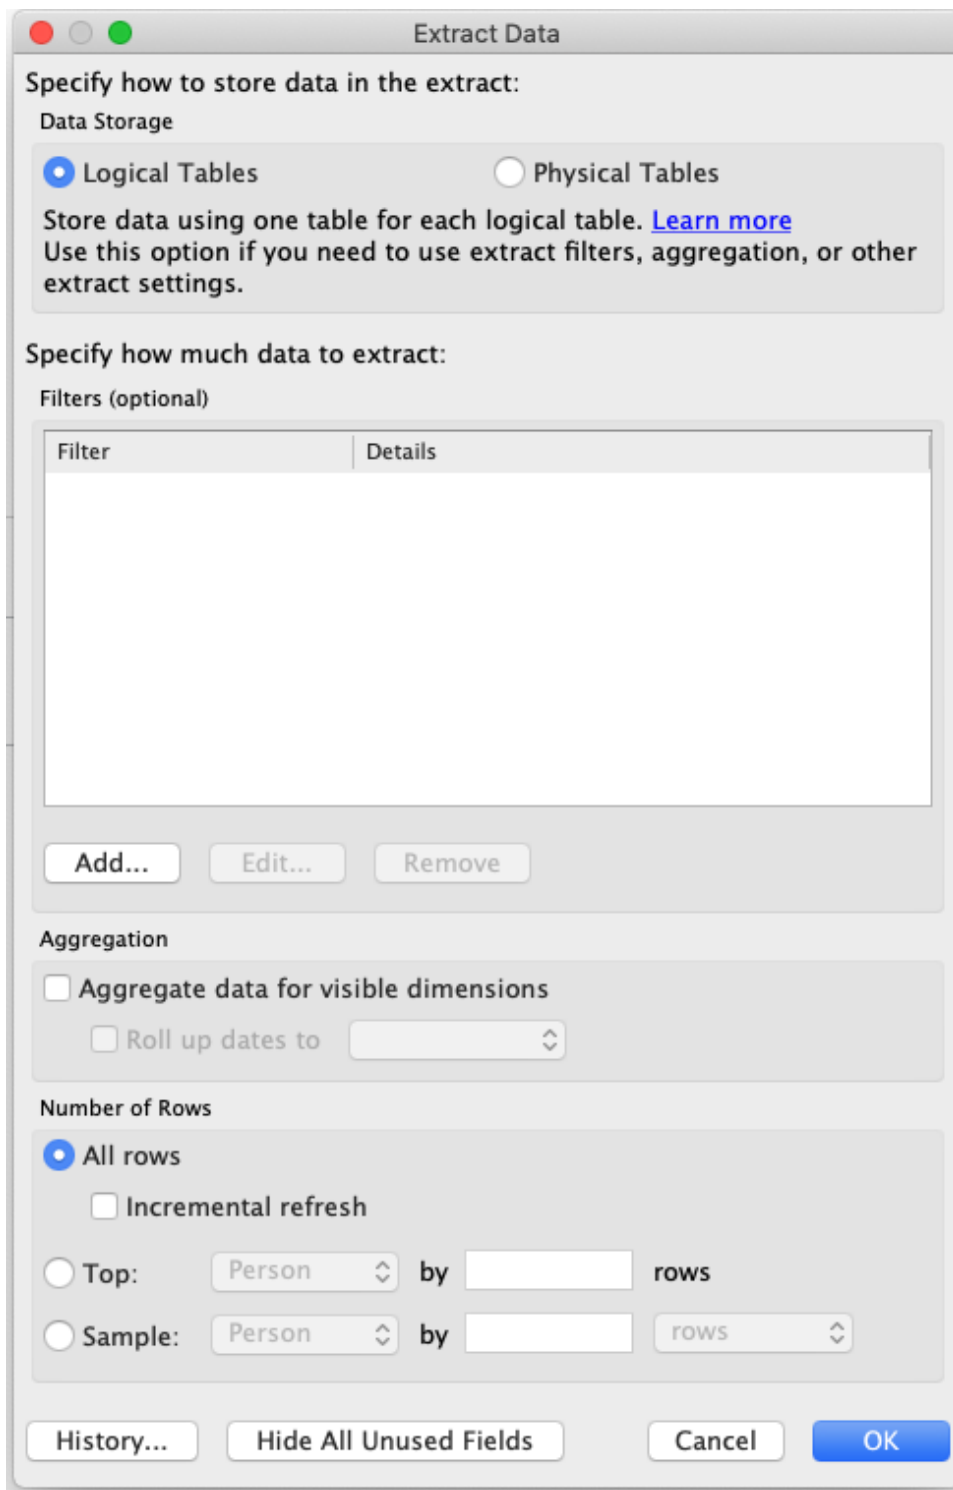 Extract Data
Specify how to store data in the extract:
Data Storage
Logical Tables Physical Tables
Store data using one table for each logical table. Learn more
Use this option if you need to use extract filters, aggregation, or other
extract settings.
Specify how much data to extract:
Filters (optional)
Filter Details
Add... Edit... Remove
Aggregation
Aggregate data for visible dimensions
Roll up dates to
Number of Rows
All rows
Incremental refresh
Top: Person by rows
Sample: Person by rows
History... Hide All Unused Fields Cancel OK